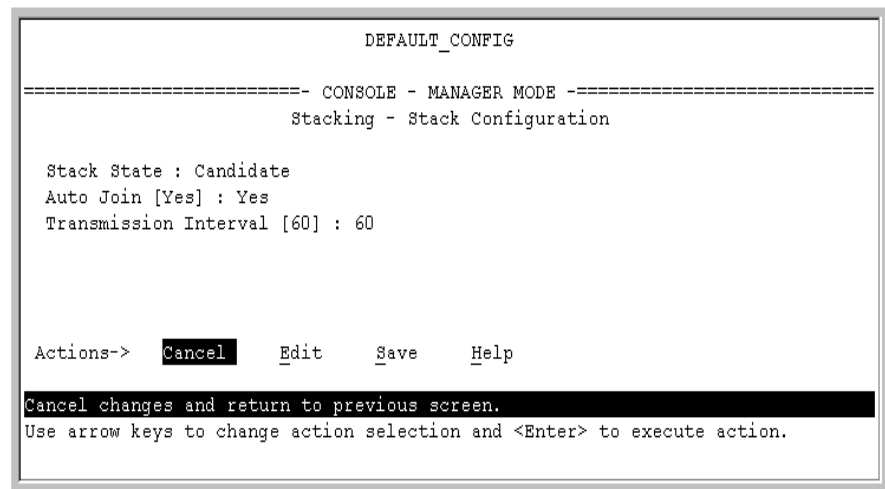 DEFAULT_CONFIG
==========================- CONSOLE - MANAGER MODE -============================
Stacking - Stack Configuration
Stack State : Candidate
Auto Join [Yes] : Yes
Transmission Interval [60] : 60
Actions-> Cancel Edit Save Help
Cancel changes and return to previous screen.
Use arrow keys to change action selection and <Enter> to execute action.